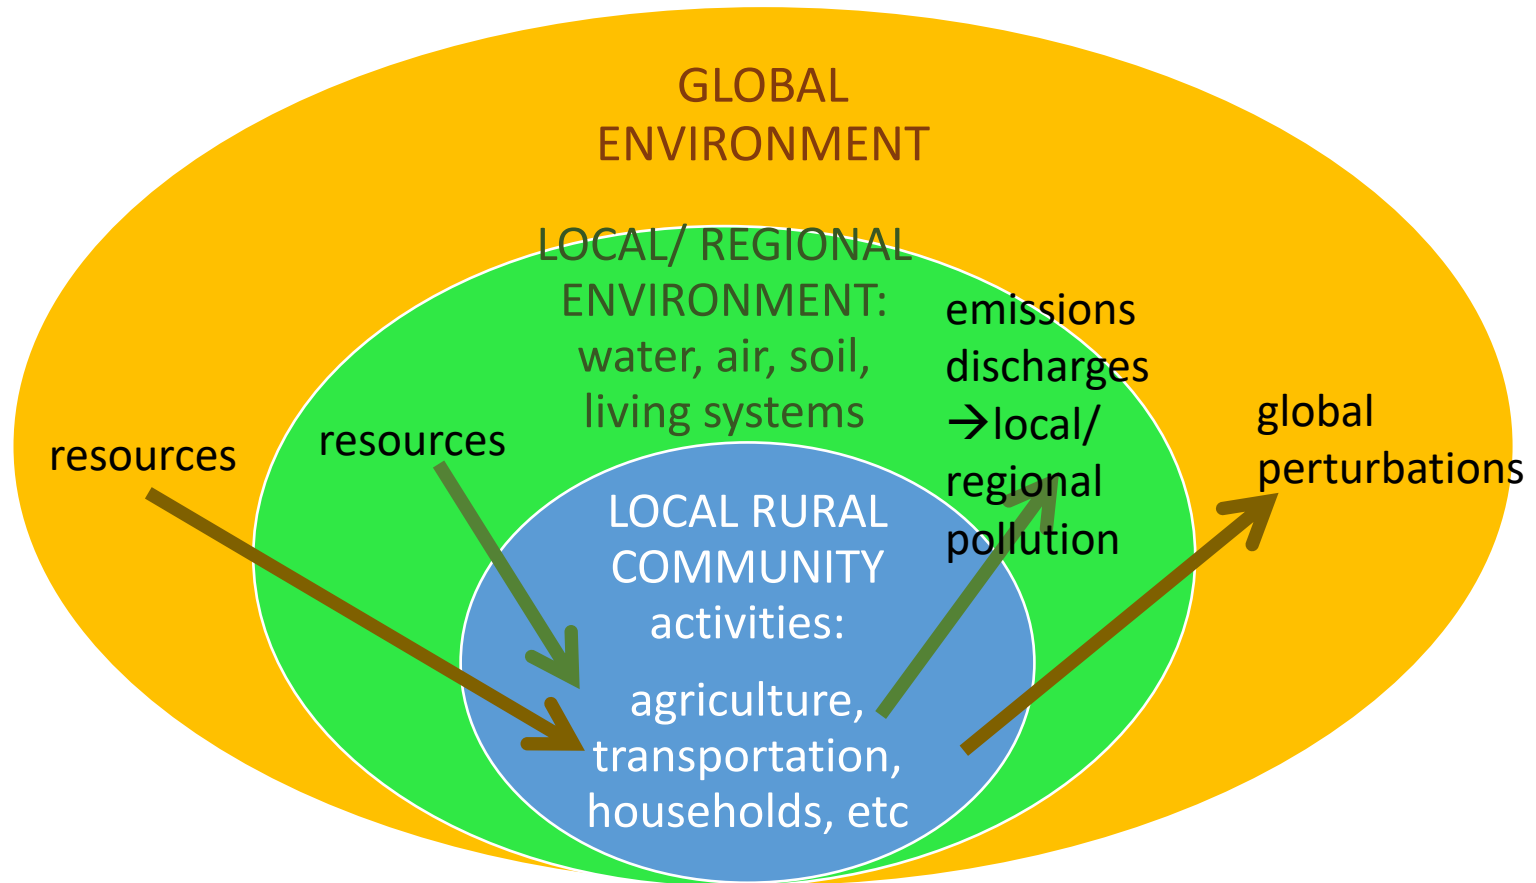 GLOBAL
ENVIRONMENT
LOCAL/ REGIONAL
ENVIRONMENT:
water, air, soil,
living systems
resources
resources
emissions
discharges
→local/
regional
pollution
global
perturbations
LOCAL RURAL
COMMUNITY
activities:
agriculture,
transportation,
households, etc